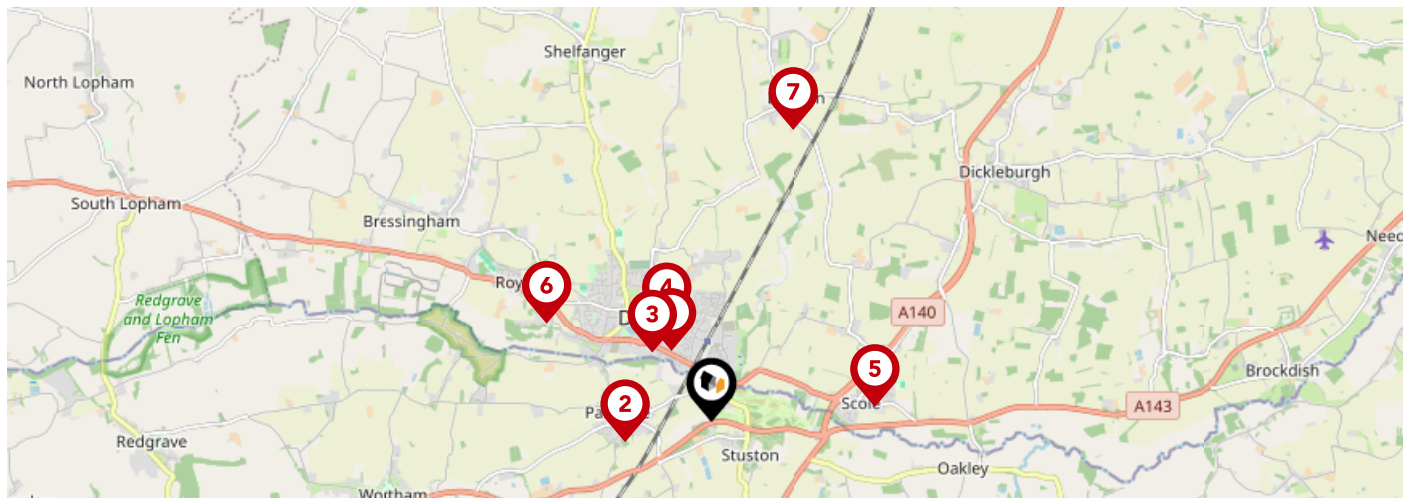 Shelfanger
North Lopham
7
Dickleburgh
South Lopham
Bressingham
Need
6
4
Redgrave
and Lopham
Fen
3
A140
5
Brockdish
2
Scole
A143
Redgrave
Stuston
Oakley
Wortham